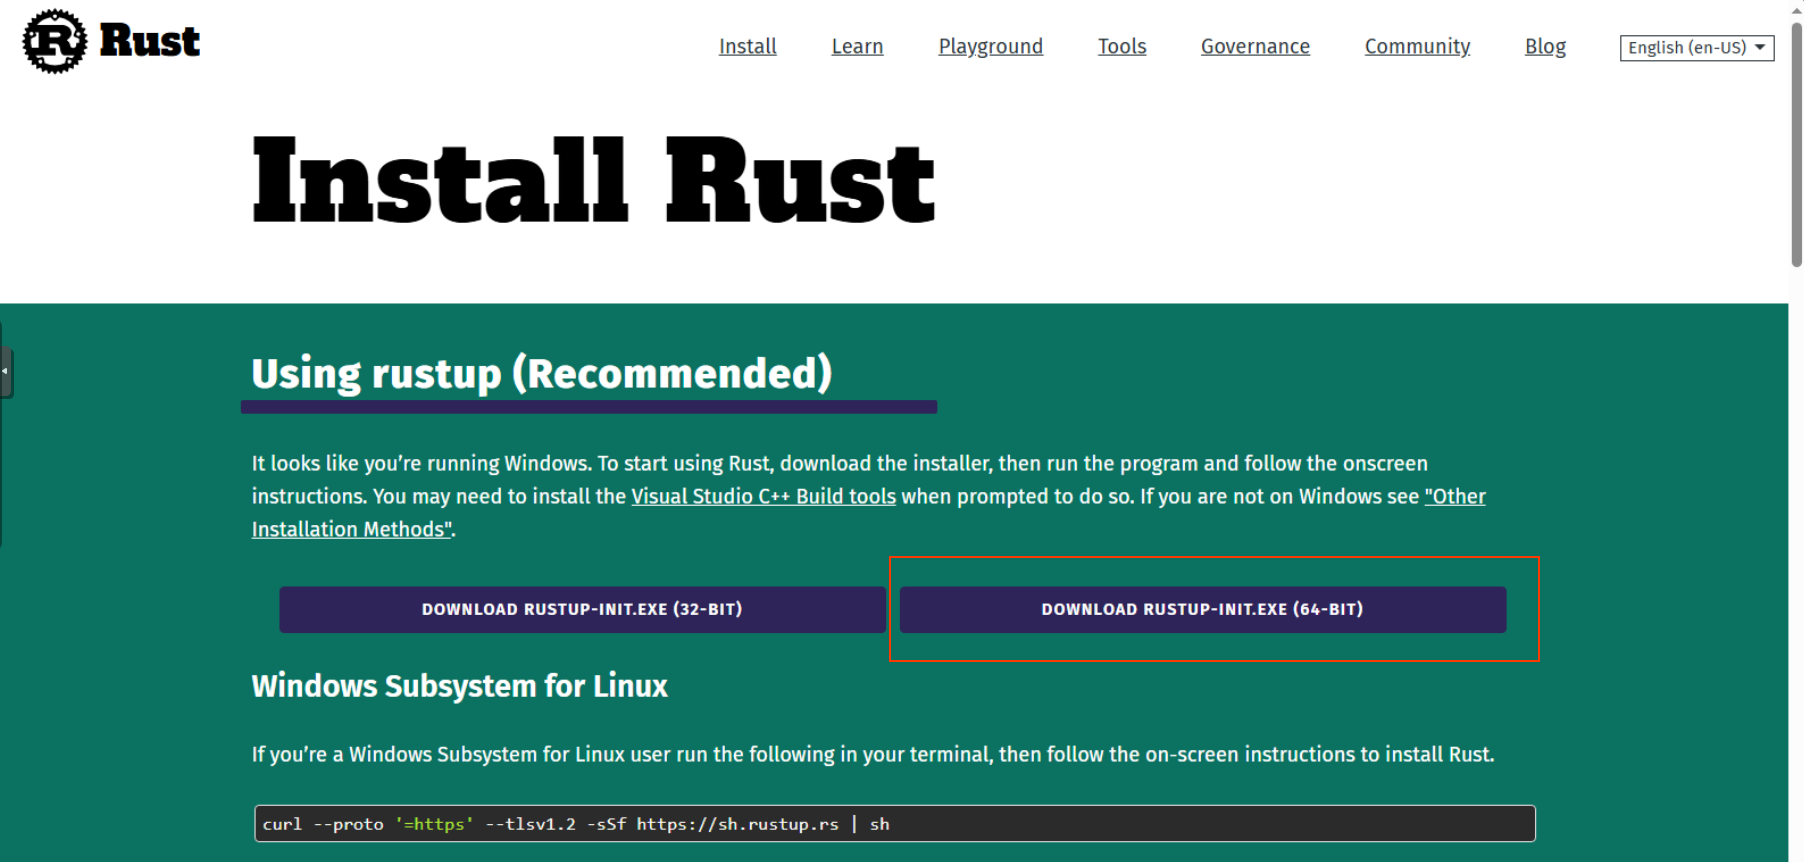 Rust
Install
Learn
Playground
Tools
Governance
Community
Blog
English (en-US)
Install Rust
Using rustup (Recommended)
It looks like you’re running Windows. To start using Rust, download the installer, then run the program and follow the onscreen
instructions. You may need to install the Visual Studio C++ Build tools when prompted to do so. If you are not on Windows see "Other
Installation Methods".
DOWNLOAD RUSTUP-INIT.EXE (32-BIT)
DOWNLOAD RUSTUP-INIT.EXE (64-BIT)
Windows Subsystem for Linux
If you’re a Windows Subsystem for Linux user run the following in your terminal, then follow the on-screen instructions to install Rust.
curl --proto '=https' --tlsv1.2 -sSf https://sh.rustup.rs | sh